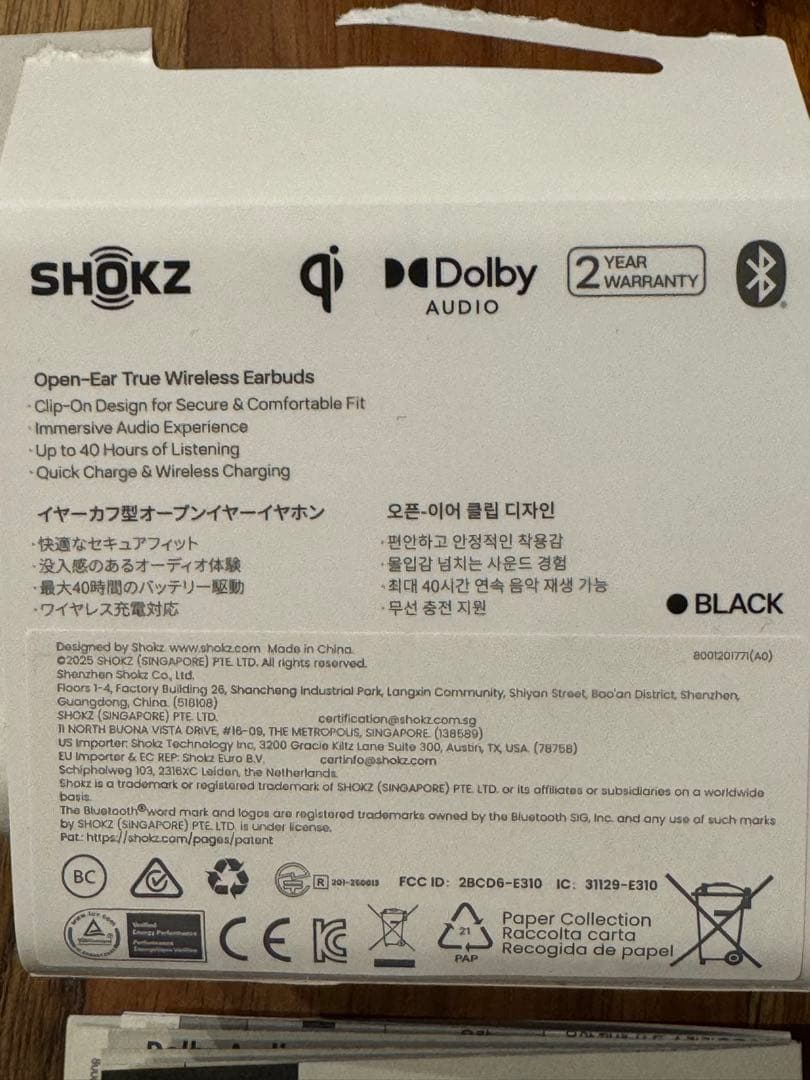 SHOKZ
qi
Dolby
AUDIO
2 YEAR
WARRANTY
Open-Ear True Wireless Earbuds
·Clip-On Design for Secure & Comfortable Fit
·Immersive Audio Experience
·Up to 40 Hours of Listening
·Quick Charge & Wireless Charging
イヤーカフ型オープンイヤーイヤホン
·快適なセキュアフィット
·没入感のあるオーディオ体験
·最大40時間のバッテリー駆動
·ワイヤレス充電対応
오픈-이어 클립 디자인
·편안하고 안정적인 착용감
·몰입감 넘치는 사운드 경험
·최대 40시간 연속 음악 재생 가능
·무선 충전 지원
BLACK
Designed by Shokz www.shokz.com Made in China.
8001201771(A0)
©2025 SHOKZ (SINGAPORE) PTE. LTD. All rights reserved.
Shenzhen Shokz Co., Ltd.
Floors 1-4, Factory Building 26, Shancheng Industrial Park, Langxin Community, Shiyan Street, Bao'an District, Shenzhen,
Guangdong, China. (518108)
SHOKZ (SINGAPORE) PTE. LTD. certification@shokz.com.sg
11 NORTH BUONA VISTA DRIVE, #16-09, THE METROPOLIS, SINGAPORE. (138589)
US Importer: Shokz Technology Inc, 3200 Gracie Kiltz Lane Suite 300, Austin, TX, USA. (78758)
EU Importer & EC REP: Shokz Euro B.V. certinfo@shokz.com
Schipholweg 103, 2316XC Leiden, the Netherlands.
Shokz is a trademark or registered trademark of SHOKZ (SINGAPORE) PTE. LTD. or its affiliates or subsidiaries on a worldwide
basis.
The Bluetooth® word mark and logos are registered trademarks owned by the Bluetooth SIG, Inc. and any use of such marks
by SHOKZ (SINGAPORE) PTE. LTD. is under license.
Pat.: https://shokz.com/pages/patent
BC
R 201-250013 FCC ID: 2BCD6-E310 IC: 31129-E310
www.tuv.com
Verified
Energy Performance
Performance
Énergétique Vérifiée
CE
21
PAP
Paper Collection
Raccolta carta
Recogida de papel